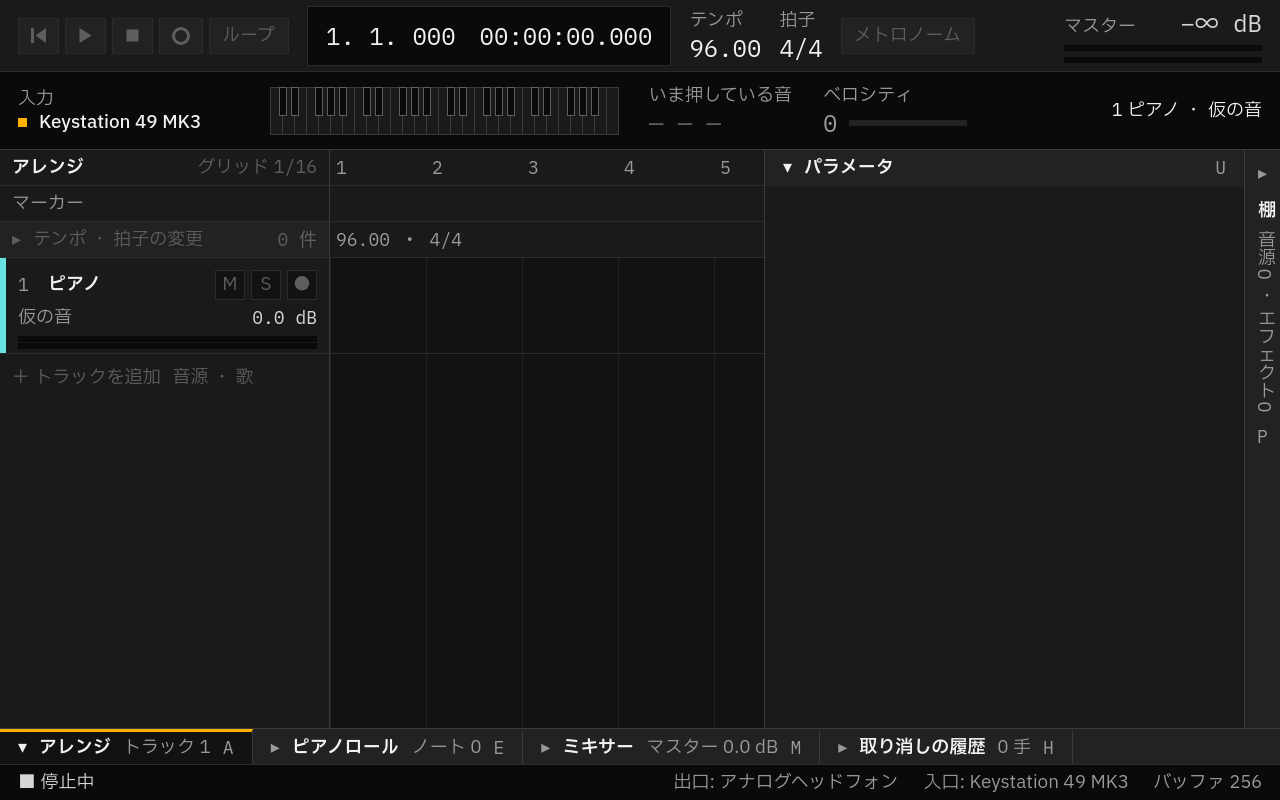 ループ
1. 1. 000 00:00:00.000
テンポ
96.00
拍子
4/4
メトロノーム
マスター
−∞ dB
入力
Keystation 49 MK3
いま押している音
— — —
ベロシティ
0
1 ピアノ · 仮の音
アレンジ
グリッド 1/16
1 2 3 4 5
マーカー
テンポ · 拍子の変更
0 件
96.00 · 4/4
1 ピアノ
M S
仮の音
0.0 dB
＋ トラックを追加 音源 · 歌
▼ パラメータ
U
棚
音源0 · エフェクト0
P
▼ アレンジ トラック 1 A
▶ ピアノロール ノート 0 E
▶ ミキサー マスター 0.0 dB M
▶ 取り消しの履歴 0 手 H
停止中
出口: アナログヘッドフォン
入口: Keystation 49 MK3
バッファ 256